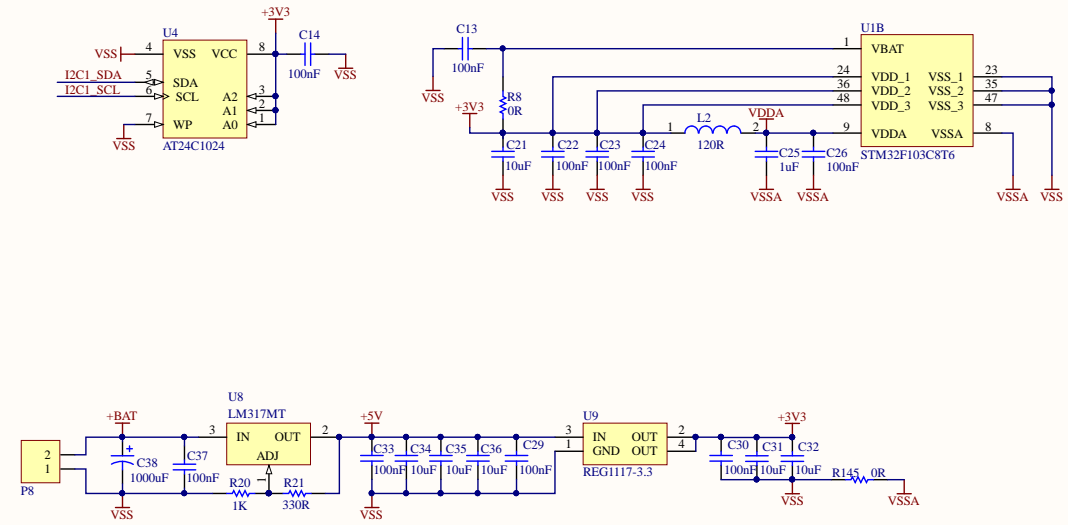 +3V3
U4
C14
100nF
VSS
VSS
4
VSS
VCC
8
I2C1_SDA
5
SDA
I2C1_SCL
6
SCL
A2
3
A1
2
7
WP
A0
1
VSS
AT24C1024
C13
100nF
VSS
R8
0R
+3V3
C21
10uF
VSS
C22
100nF
VSS
C23
100nF
VSS
C24
100nF
VSS
1
L2
2
120R
VDDA
C25
1uF
VSSA
C26
100nF
VSSA
U1B
1
VBAT
24
VDD_1
VSS_1
23
36
VDD_2
VSS_2
35
48
VDD_3
VSS_3
47
9
VDDA
VSSA
8
STM32F103C8T6
VSSA
VSS
P8
2
1
+BAT
+
C38
1000uF
VSS
C37
100nF
U8
LM317MT
3
IN
OUT
2
ADJ
1
R20
1K
R21
330R
+5V
C33
100nF
C34
10uF
C35
10uF
C36
10uF
C29
100nF
VSS
U9
3
IN
OUT
2
1
GND
OUT
4
REG1117-3.3
+3V3
C30
100nF
C31
10uF
C32
10uF
VSS
R145
0R
VSSA